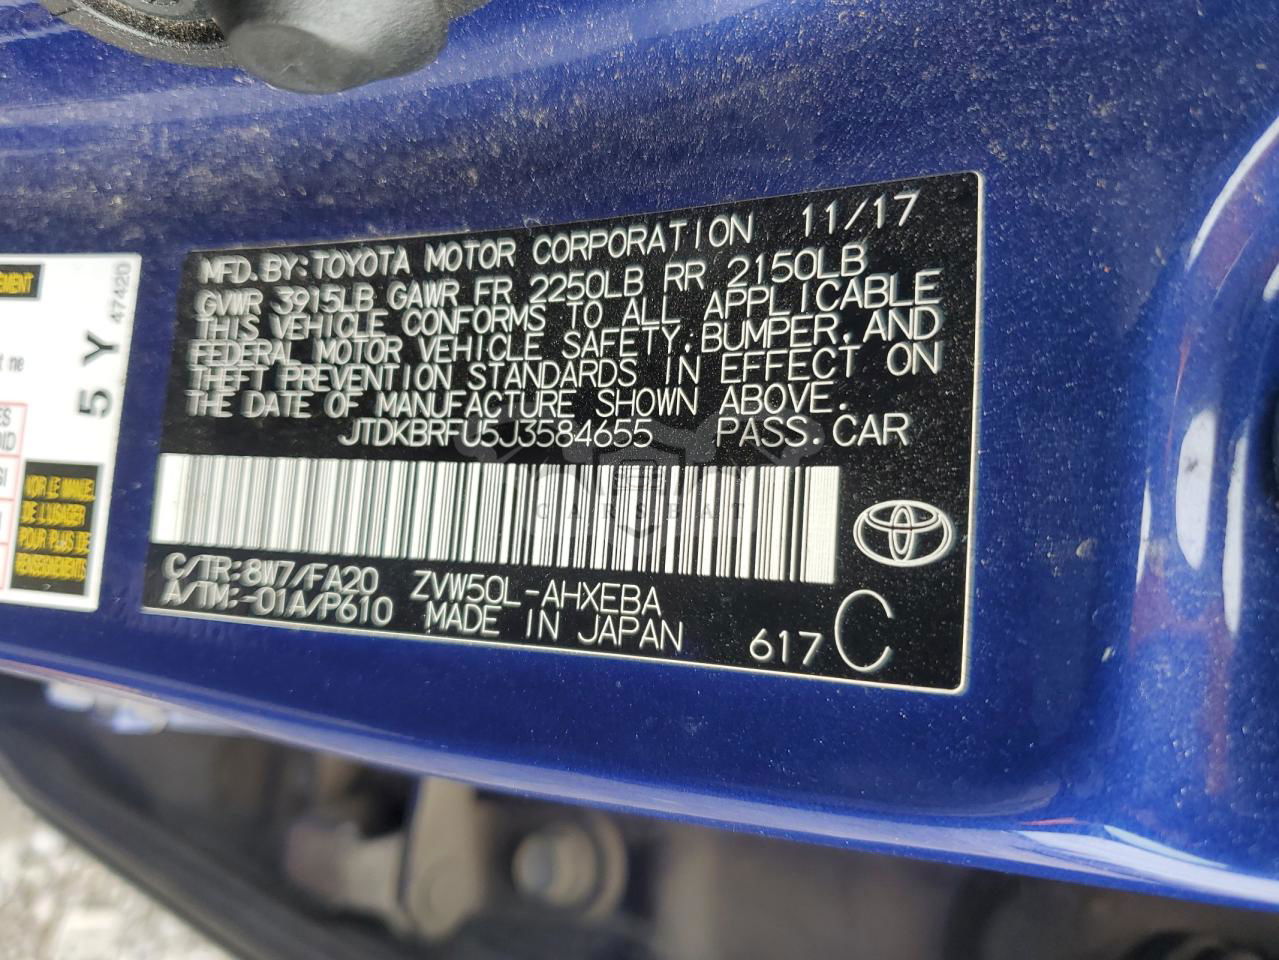 MFD.BY:TOYOTA MOTOR CORPORATION 11/17
GVWR 3915LB GAWR FR 2250LB RR 2150LB
THIS VEHICLE CONFORMS TO ALL APPLICABLE
FEDERAL MOTOR VEHICLE SAFETY,BUMPER,AND
THEFT PREVENTION STANDARDS IN EFFECT ON
THE DATE OF MANUFACTURE SHOWN ABOVE.
JTDKBRFU5J3584655 PASS.CAR
C/TR:8W7/FA20 ZVW50L-AHXEBA
A/TM:-01A/P610 MADE IN JAPAN 617 C
CARSBAT
5 Y 47420
VOIR LE MANUEL
DE L'USAGER
POUR PLUS DE
RENSEIGNEMENTS